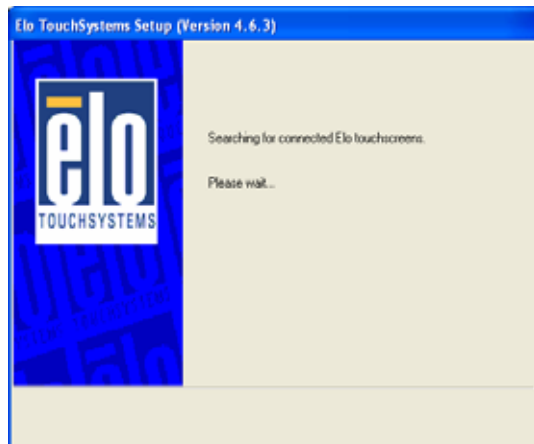 Elo TouchSystems Setup (Version 4.6.3)
elo
TOUCHSYSTEMS
Searching for connected Elo touchscreens.
Please wait...